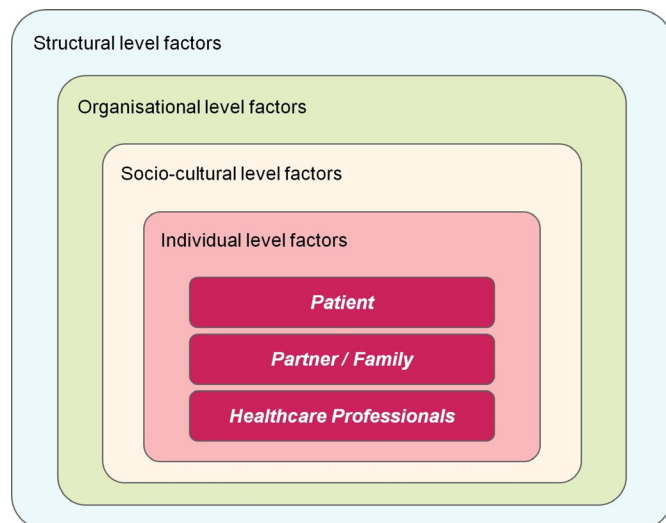 Structural level factors
Organisational level factors
Socio-cultural level factors
Individual level factors
Patient
Partner / Family
Healthcare Professionals